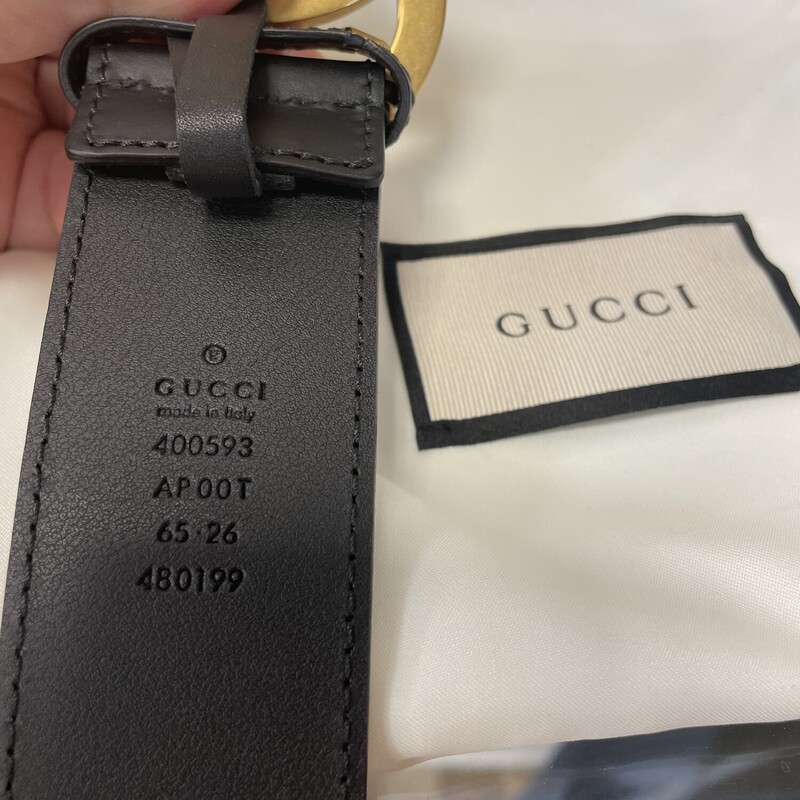 ®
GUCCI
made in Italy
400593
AP00T
65·26
480199
GUCCI